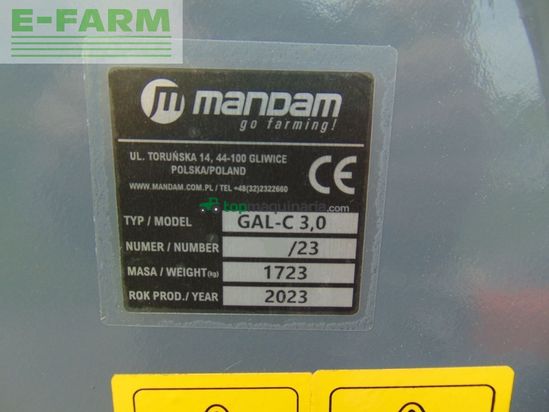 E-FARM
mandam
go farming!
UL. TORUŃSKA 14, 44-100 GLIWICE
POLSKA/POLAND
WWW.MANDAM.COM.PL / TEL +48(32)2322660
CE
topmaquinaria.com
TYP / MODEL GAL-C 3,0
NUMER / NUMBER /23
MASA / WEIGHT(kg) 1723
ROK PROD./ YEAR 2023